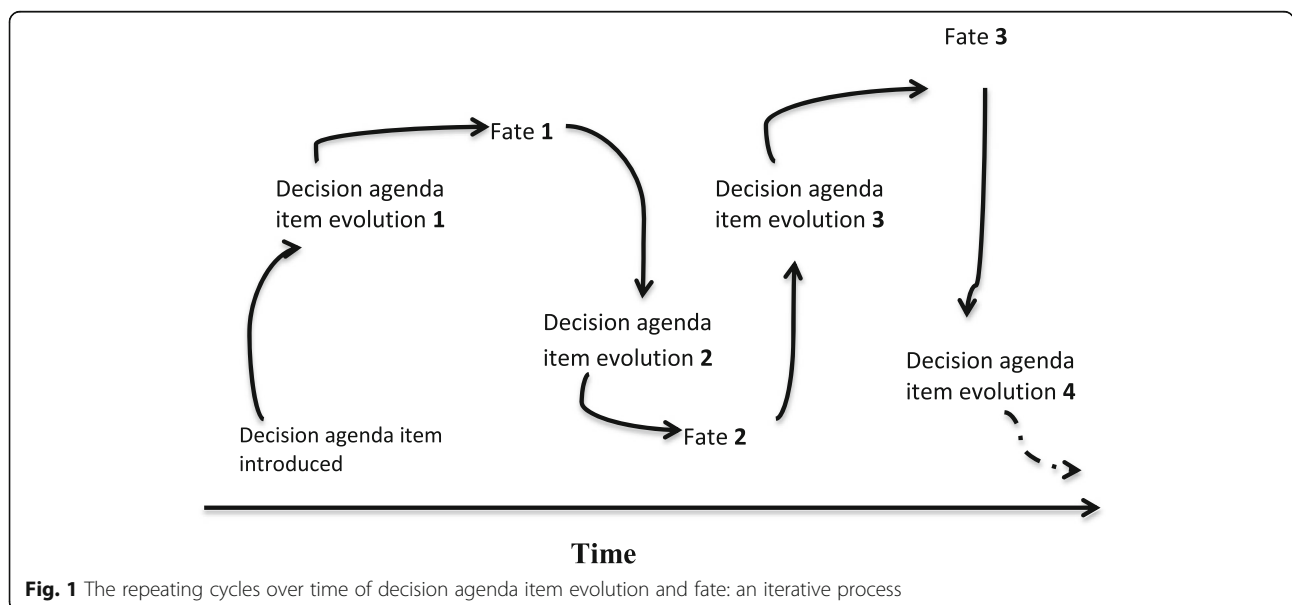 Fate 3
Fate 1
Decision agenda
item evolution 1
Decision agenda
item evolution 3
Decision agenda
item evolution 2
Decision agenda
item evolution 4
Decision agenda item
introduced
Fate 2
Time
Fig. 1 The repeating cycles over time of decision agenda item evolution and fate: an iterative process